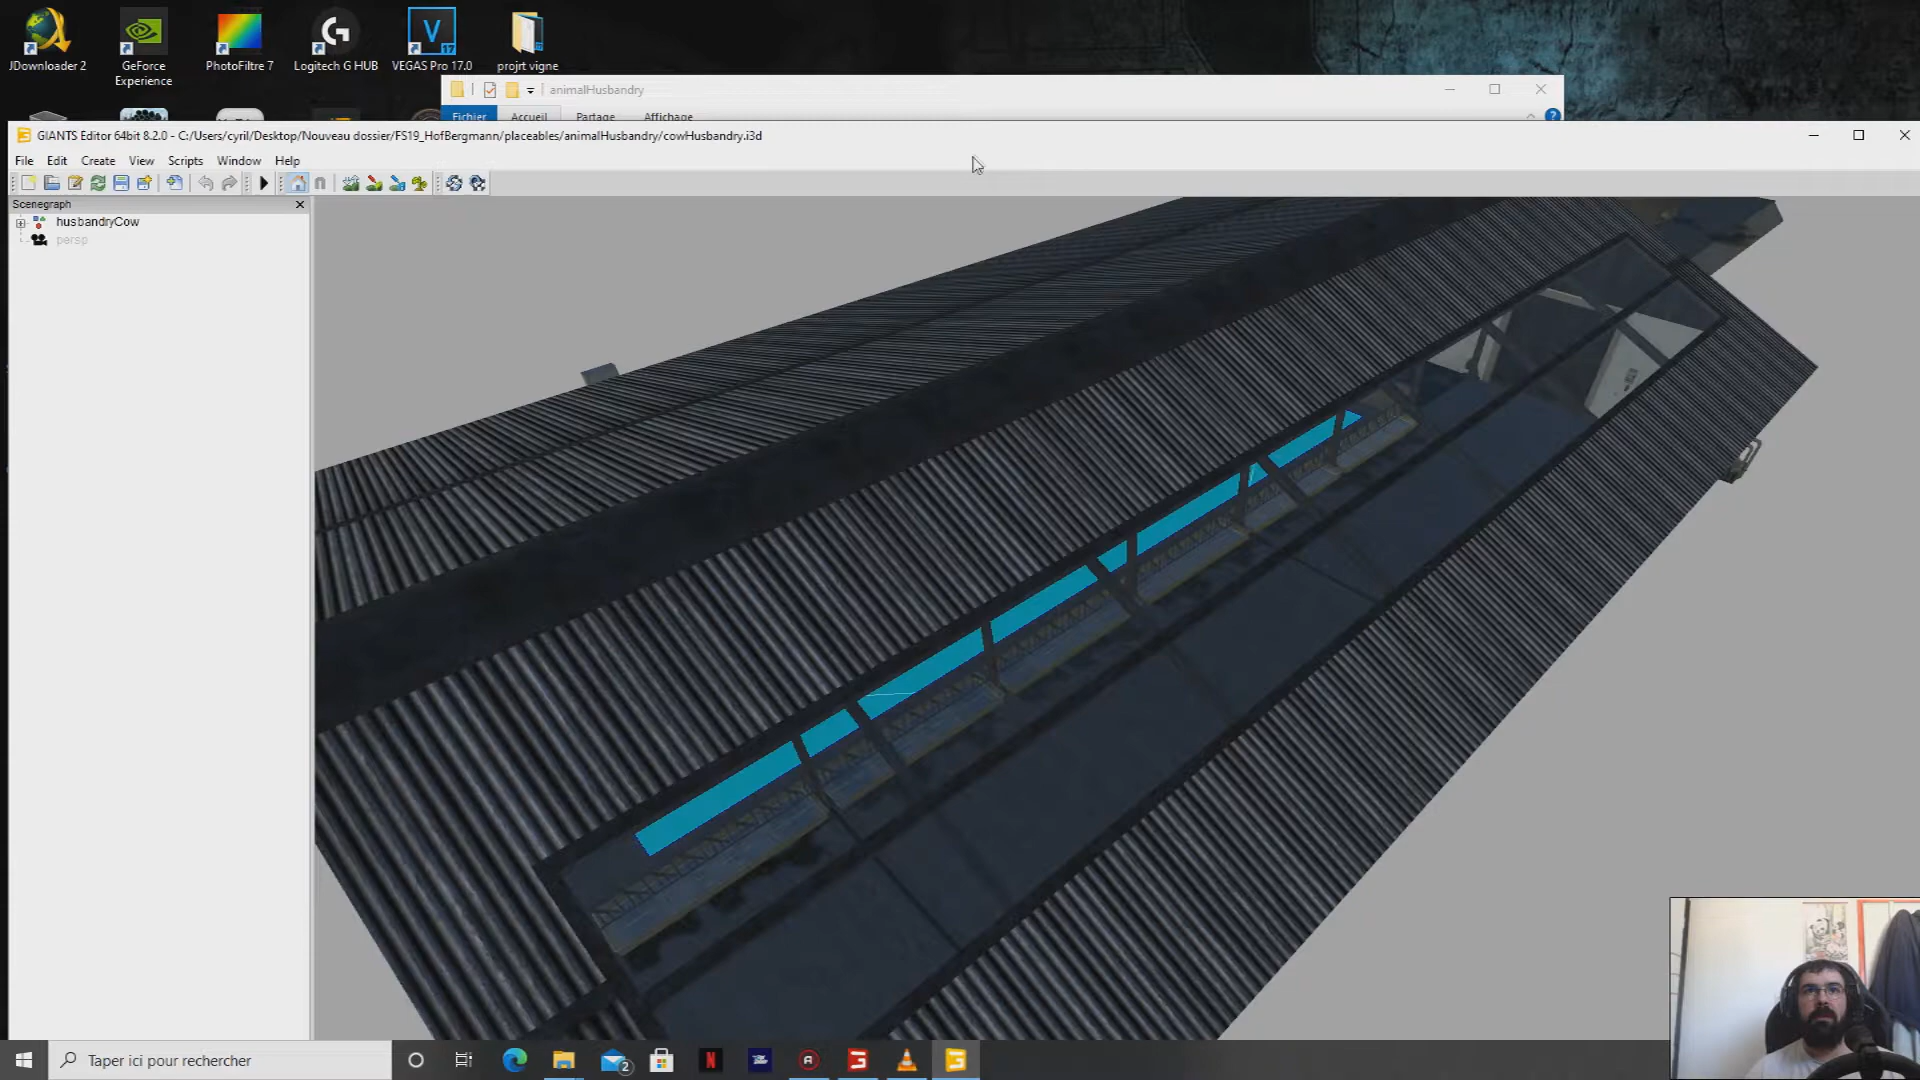 JDownloader 2
GeForce Experience
PhotoFiltre 7
Logitech G HUB
VEGAS Pro 17.0
projrt vigne
animalHusbandry
Fichier
Accueil
Partage
Affichage
GIANTS Editor 64bit 8.2.0 - C:/Users/cyril/Desktop/Nouveau dossier/FS19_HofBergmann/placeables/animalHusbandry/cowHusbandry.i3d
File Edit Create View Scripts Window Help
Scenegraph
husbandryCow
persp
Taper ici pour rechercher